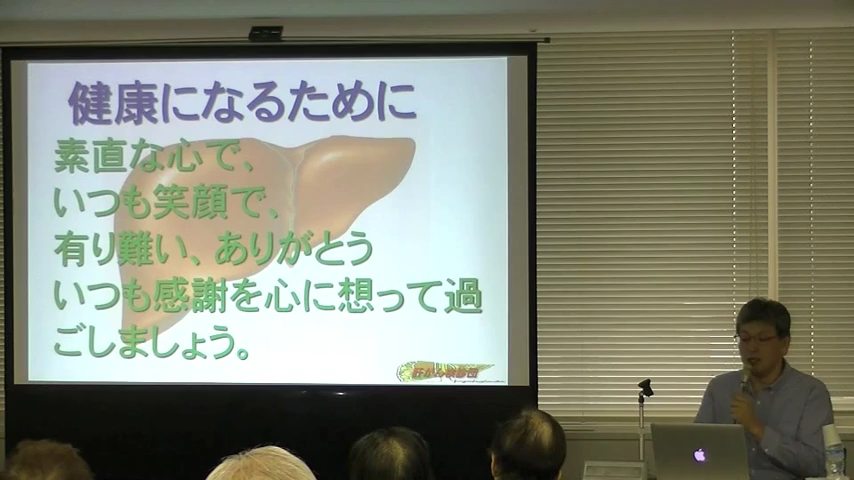 健康になるために
素直な心で、
いつも笑顔で、
有り難い、ありがとう
いつも感謝を心に想って過
ごしましょう。